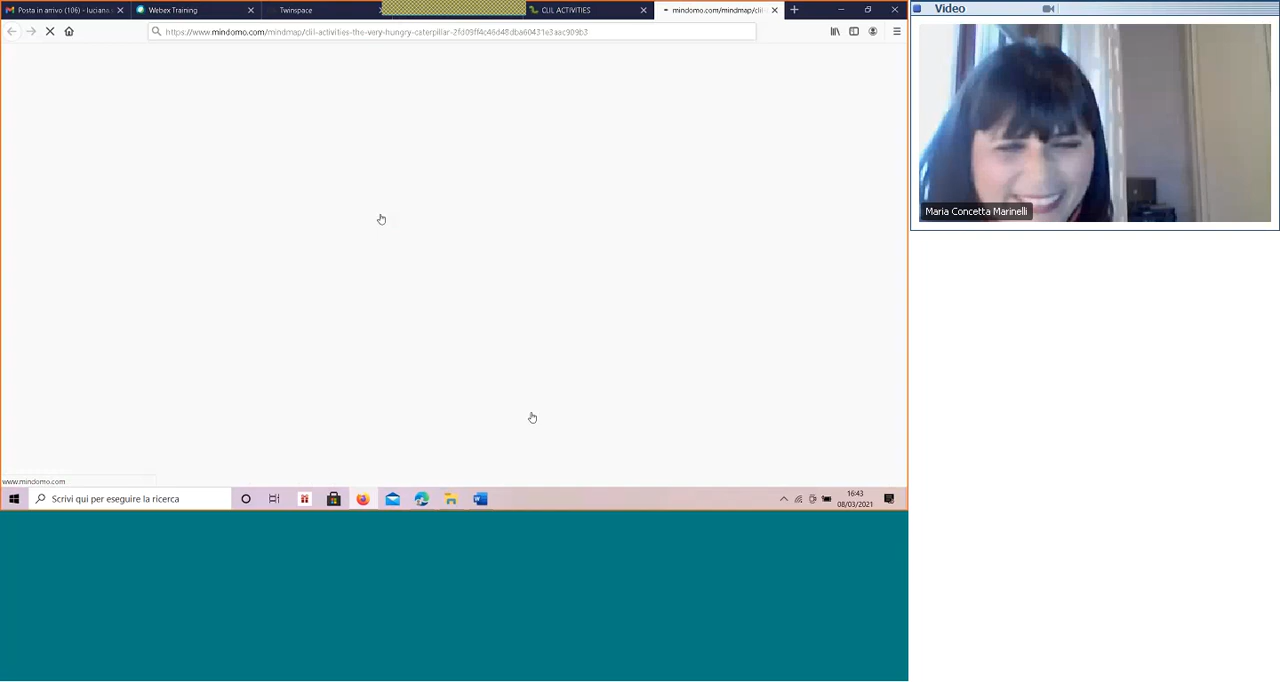 Posta in arrivo (106) - luciana.
Webex Training
Twinspace
CLIL ACTIVITIES
mindomo.com/mindmap/clil
Video
https://www.mindomo.com/mindmap/clil-activities-the-very-hungry-caterpillar-
Maria Concetta Marinelli
www.mindomo.com
Scrivi qui per eseguire la ricerca
16:43
08/03/2021